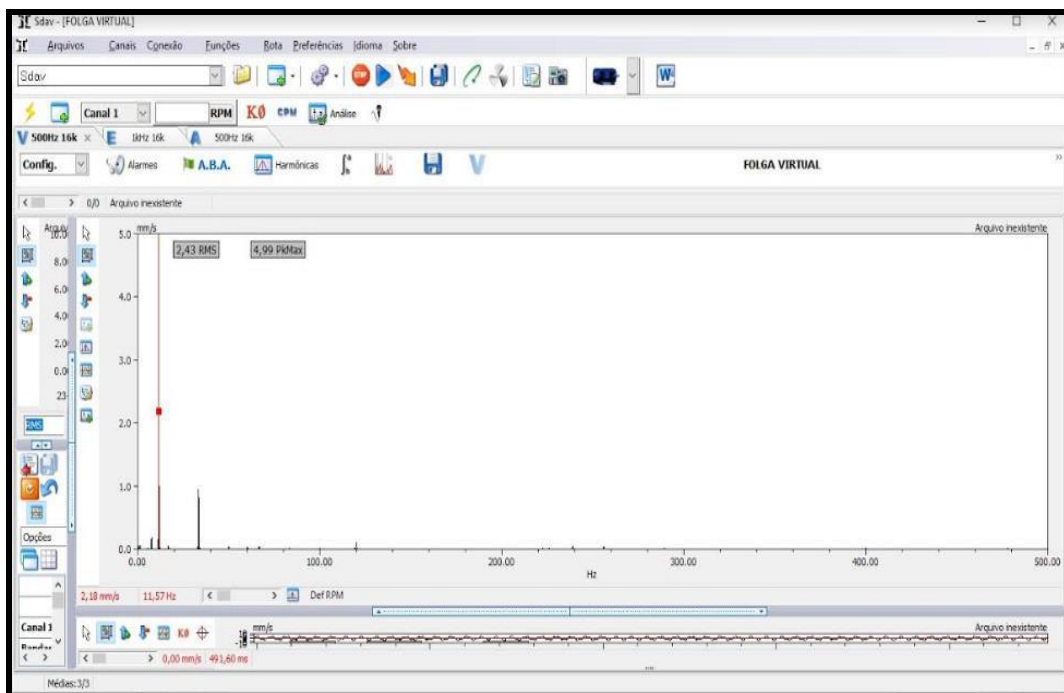 Sdav - [FOLGA VIRTUAL]
Arquivos Canais Conexão Funções Rota Preferências Idioma Sobre
Sdav
Canal 1 RPM KØ CPM Análise
V 500Hz 16k E 1kHz 16k A 500Hz 16k
Config. Alarmes A.B.A. Harmônicas V FOLGA VIRTUAL
0/0 Arquivo inexistente
mm/s Arquivo inexistente
2,43 RMS 4,99 PkMax
8.0
6.0
4.0
2.0
0.0
23
5.0
4.0
3.0
2.0
1.0
0.0
RMS
Opções
0.00 100.00 200.00 300.00 400.00 500.00
Hz
2,18 mm/s 11,57 Hz Def RPM
Canal 1 KØ mm/s Arquivo inexistente
0,00 mm/s 491,60 ms
Médias: 3/3